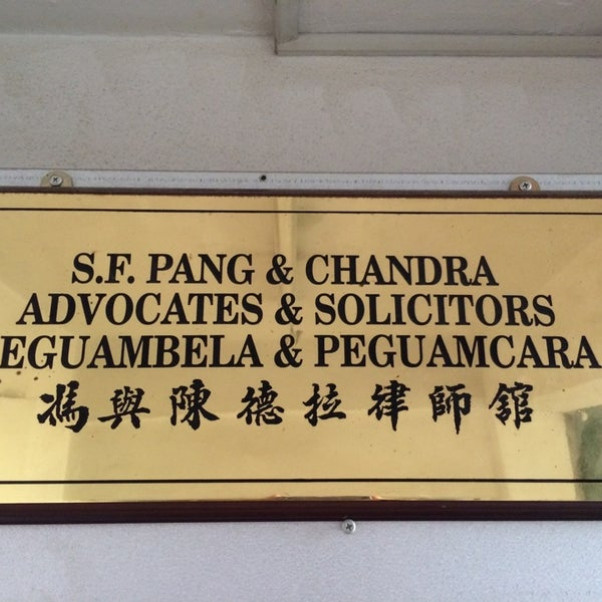 S.F. PANG & CHANDRA
ADVOCATES & SOLICITORS
EGUAMBELA & PEGUAMCARA
馮與陳德拉律師館